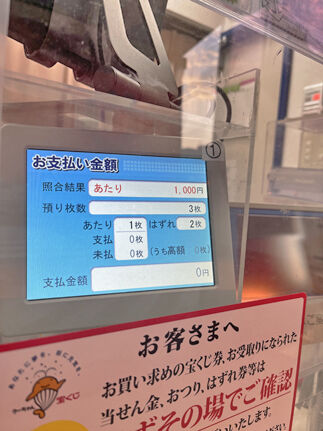 ①
お支払い金額
照合結果 あたり 1,000円
預り枚数 3枚
あたり 1枚 はずれ 2枚
支払 0枚
未払 0枚 (うち高額 0枚)
支払金額 0円
お客さまへ
お買い求めの宝くじ券、お受取りになられた
当せん金、おつり、はずれ券等は
その場でご確認
いたします。
宝くじ